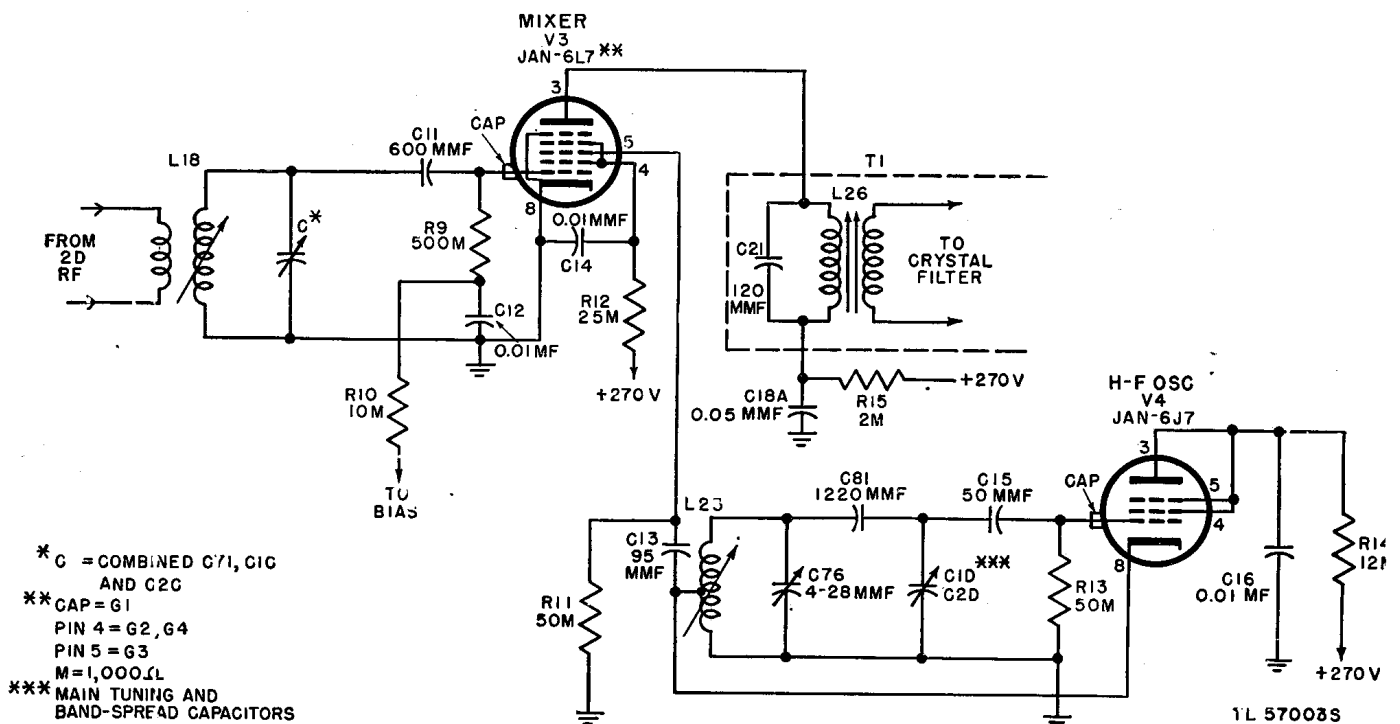 MIXER
V3
JAN-6L7**
3
CAP
C11
600 MMF
5
4
L18
T1
8
L26
0.01MMF
C*
R9
500M
FROM
2D
RF
C14
C21
TO
CRYSTAL
FILTER
120
MMF
C12
R12
25M
0.01MF
+270V
R10
10M
C18A
0.05 MMF
R15
2M
+270V
H-F OSC
V4
JAN-6J7
3
TO
BIAS
C81
1220 MMF
C15
50 MMF
CAP
5
4
L23
C13
95
MMF
***
8
R14
C76
4-28MMF
C1D
C2D
R13
50M
C16
0.01 MF
R11
50M
+270V
*C = COMBINED C71, C1C
AND C2C
** CAP = G1
PIN 4 = G2, G4
PIN 5 = G3
M=1,000Ω
*** MAIN TUNING AND
BAND-SPREAD CAPACITORS
TL 57003S